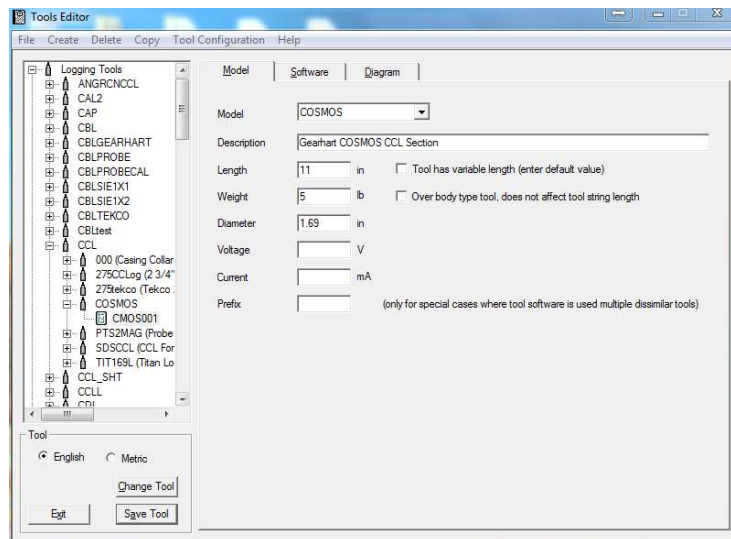 Tools Editor
File Create Delete Copy Tool Configuration Help
Logging Tools
ANGRCNCCL
CAL2
CAP
CBL
CBLGEARHART
CBLPROBE
CBLPROBECAL
CBLSIE1X1
CBLSIE1X2
CBLTEKCO
CBLtest
CCL
000 (Casing Collar
275CCLog (2 3/4"
275tekco (Tekco
COSMOS
CMOS001
PTS2MAG (Probe
SDSCCL (CCL For
TIT169L (Titan Lo
CCL_SHT
CCLL
CDL
Tool
English Metric
Change Tool
Exit Save Tool
Model Software Diagram
Model COSMOS
Description Gearhart COSMOS CCL Section
Length 11 in Tool has variable length (enter default value)
Weight 5 lb Over body type tool, does not affect tool string length
Diameter 1.69 in
Voltage V
Current mA
Prefix (only for special cases where tool software is used multiple dissimilar tools)